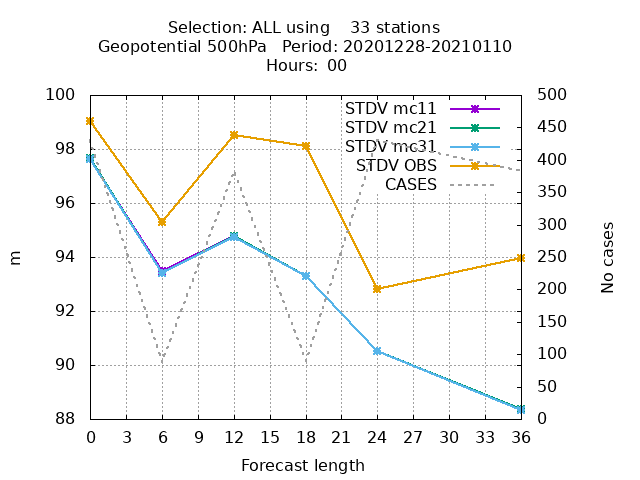 Selection: ALL using    33 stations
Geopotential 500hPa   Period: 20201228-20210110
Hours: 00
STDV mc11
STDV mc21
STDV mc31
STDV OBS
CASES
100
98
96
94
92
90
88
m
500
450
400
350
300
250
200
150
100
50
0
No cases
0 3 6 9 12 15 18 21 24 27 30 33 36
Forecast length